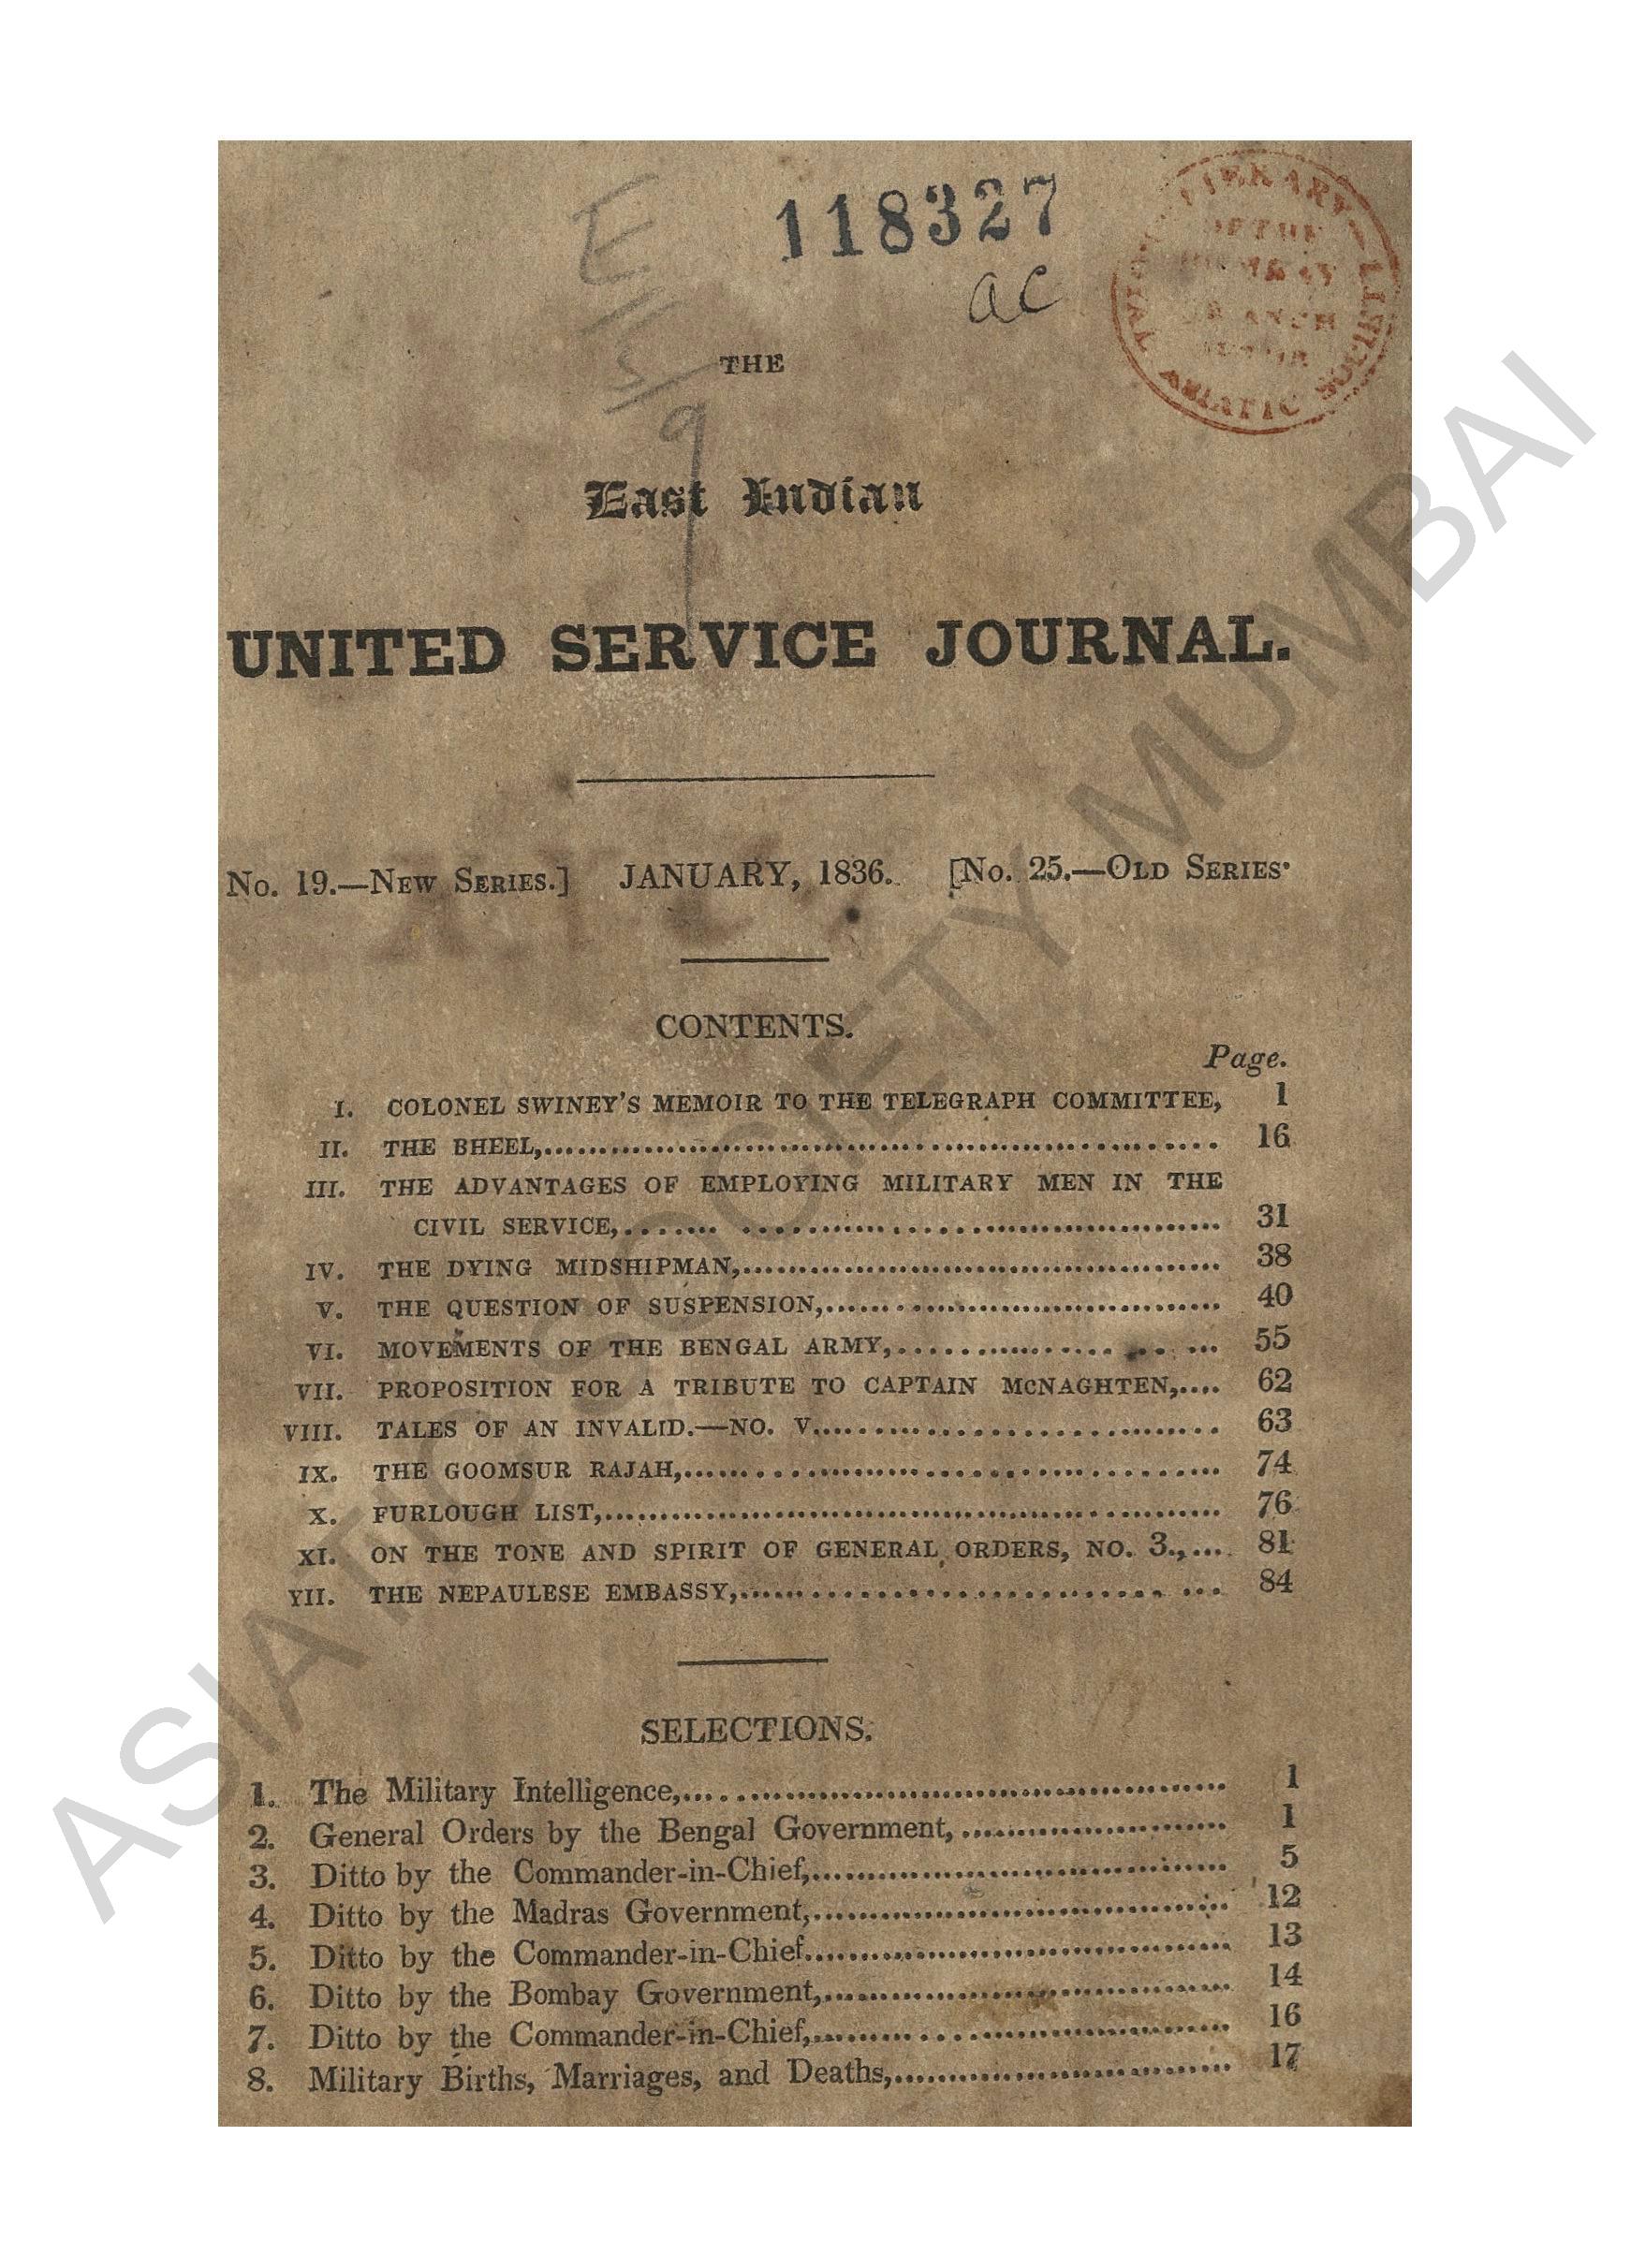 118327
ac
LIBRARY
OF THE
BRANCH
ASIATIC SOCIETY
THE
East Indian
UNITED SERVICE JOURNAL.
No. 19.—New Series.] JANUARY, 1836. [No. 25.—Old Series·
CONTENTS.
Page.
I. COLONEL SWINEY'S MEMOIR TO THE TELEGRAPH COMMITTEE, 1
II. THE BHEEL,........ 16
III. THE ADVANTAGES OF EMPLOYING MILITARY MEN IN THE
CIVIL SERVICE,........ 31
IV. THE DYING MIDSHIPMAN,........ 38
V. THE QUESTION OF SUSPENSION,........ 40
VI. MOVEMENTS OF THE BENGAL ARMY,........ 55
VII. PROPOSITION FOR A TRIBUTE TO CAPTAIN McNAGHTEN,.... 62
VIII. TALES OF AN INVALID.—NO. V......... 63
IX. THE GOOMSUR RAJAH,........ 74
X. FURLOUGH LIST,........ 76
XI. ON THE TONE AND SPIRIT OF GENERAL ORDERS, NO. 3.,... 81
YII. THE NEPAULESE EMBASSY,........ 84
SELECTIONS.
1. The Military Intelligence,........ 1
2. General Orders by the Bengal Government,........ 1
3. Ditto by the Commander-in-Chief,........ 5
4. Ditto by the Madras Government,........ 12
5. Ditto by the Commander-in-Chief........ 13
6. Ditto by the Bombay Government,........ 14
7. Ditto by the Commander-in-Chief,........ 16
8. Military Births, Marriages, and Deaths,........ 17
ASIATIC SOCIETY MUMBAI